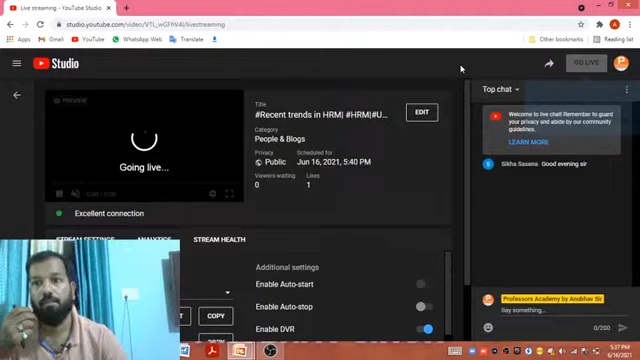 Live streaming - YouTube Studio
studio.youtube.com/video/VTL_wGFhV4I/livestreaming
Apps
Gmail
YouTube
WhatsApp Web
Translate
Other bookmarks
Reading list
Studio
GO LIVE
PREVIEW
Going live...
0:00 / 0:00
Excellent connection
Title
#Recent trends in HRM| #HRM|#U...
EDIT
Category
People & Blogs
Privacy
Scheduled for
Public
Jun 16, 2021, 5:40 PM
Viewers waiting
Likes
0
1
STREAM SETTINGS
ANALYTICS
STREAM HEALTH
COPY
Additional settings
Enable Auto-start
Enable Auto-stop
Enable DVR
Top chat
Welcome to live chat! Remember to guard
your privacy and abide by our community
guidelines.
LEARN MORE
Sikha Saxena Good evening sir
Professors Academy by Anubhav Sir
Say something...
0/200
5:37 PM
6/16/2021